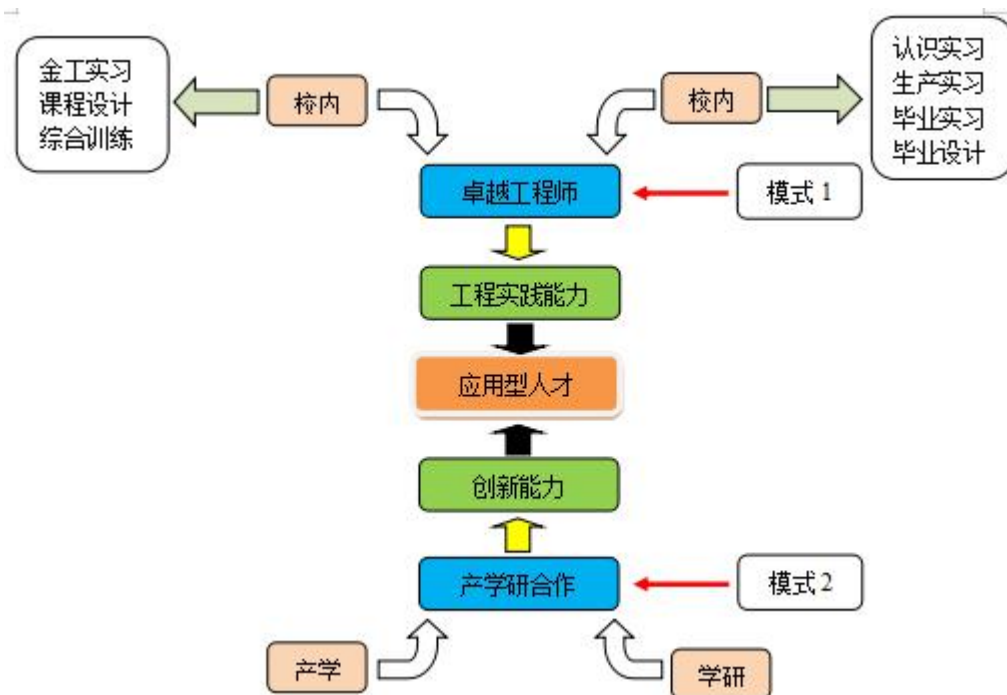 金工实习
课程设计
综合训练
校内
校内
认识实习
生产实习
毕业实习
毕业设计
卓越工程师
模式 1
工程实践能力
应用型人才
创新能力
产学研合作
模式 2
产学
学研